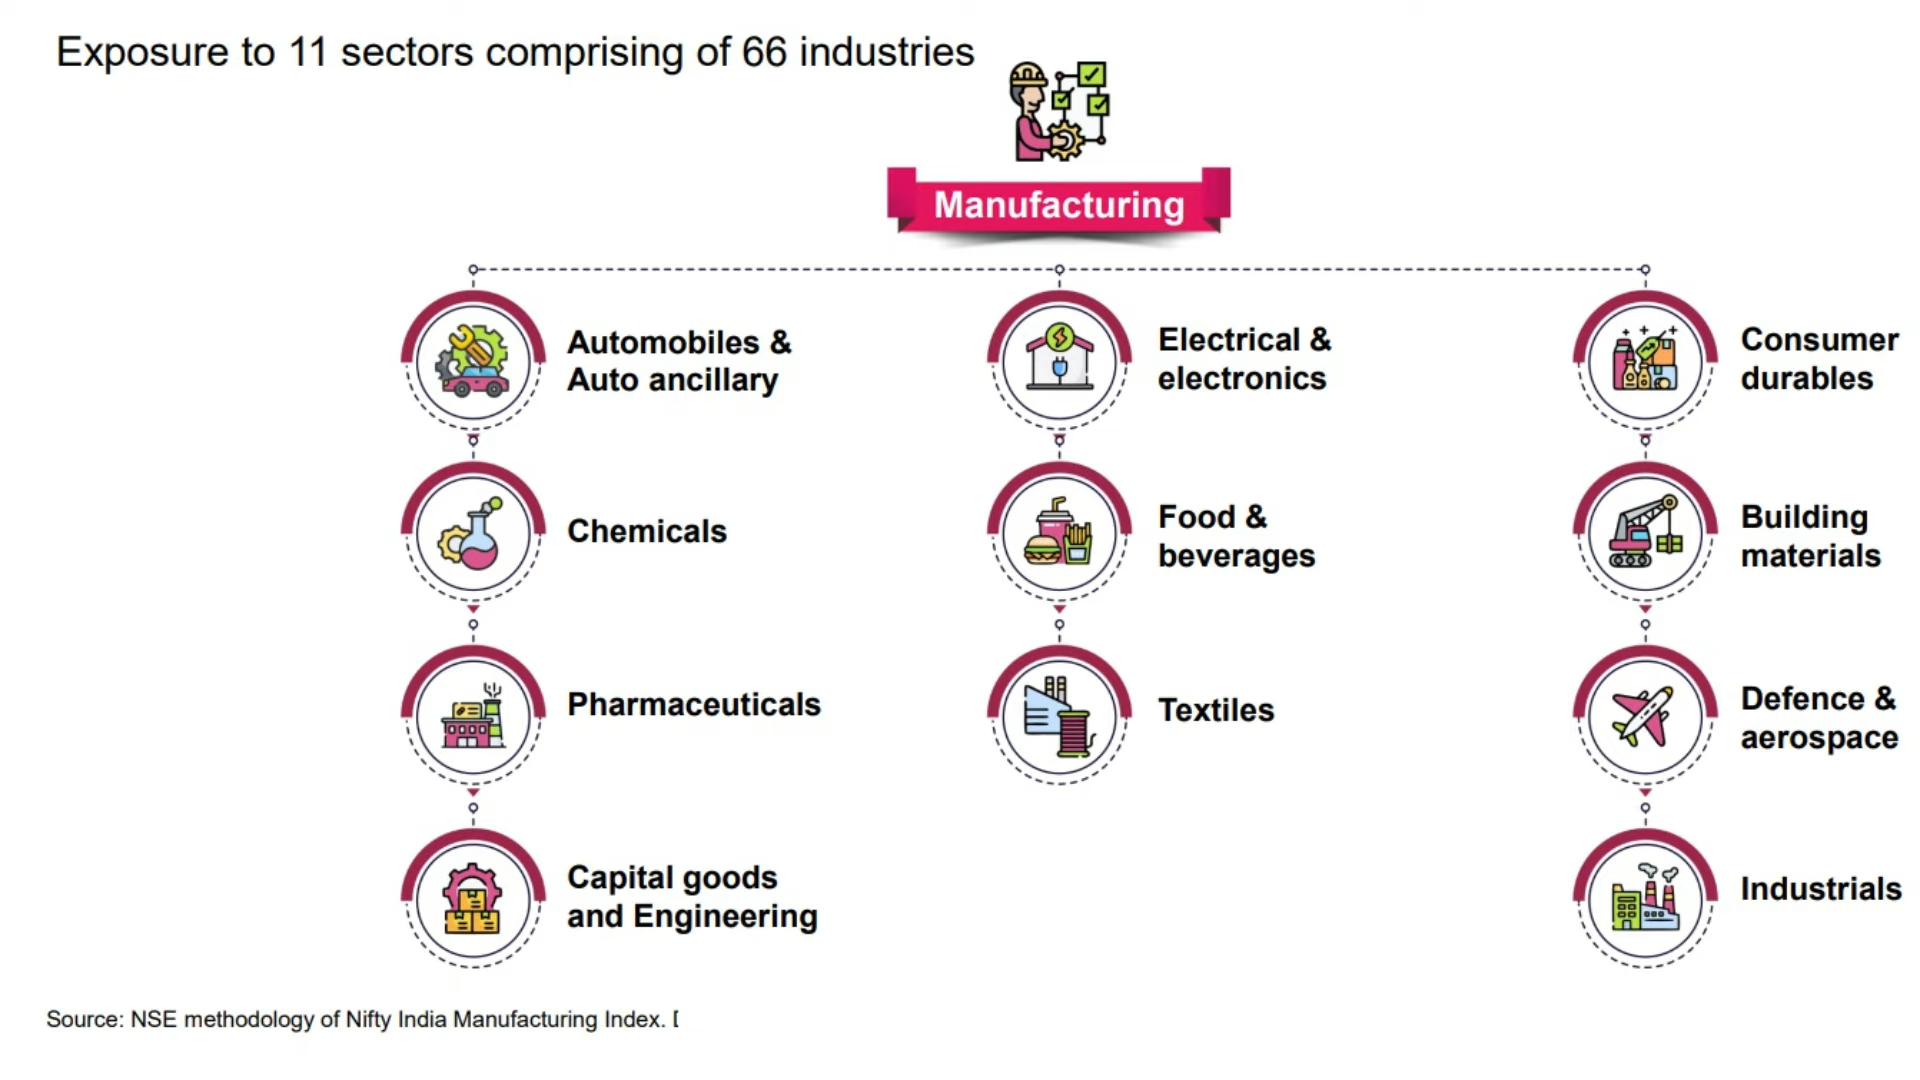 Exposure to 11 sectors comprising of 66 industries
Manufacturing
Automobiles &
Auto ancillary
Electrical &
electronics
Consumer
durables
Chemicals
Food &
beverages
Building
materials
Pharmaceuticals
Textiles
Defence &
aerospace
Capital goods
and Engineering
Industrials
Source: NSE methodology of Nifty India Manufacturing Index.